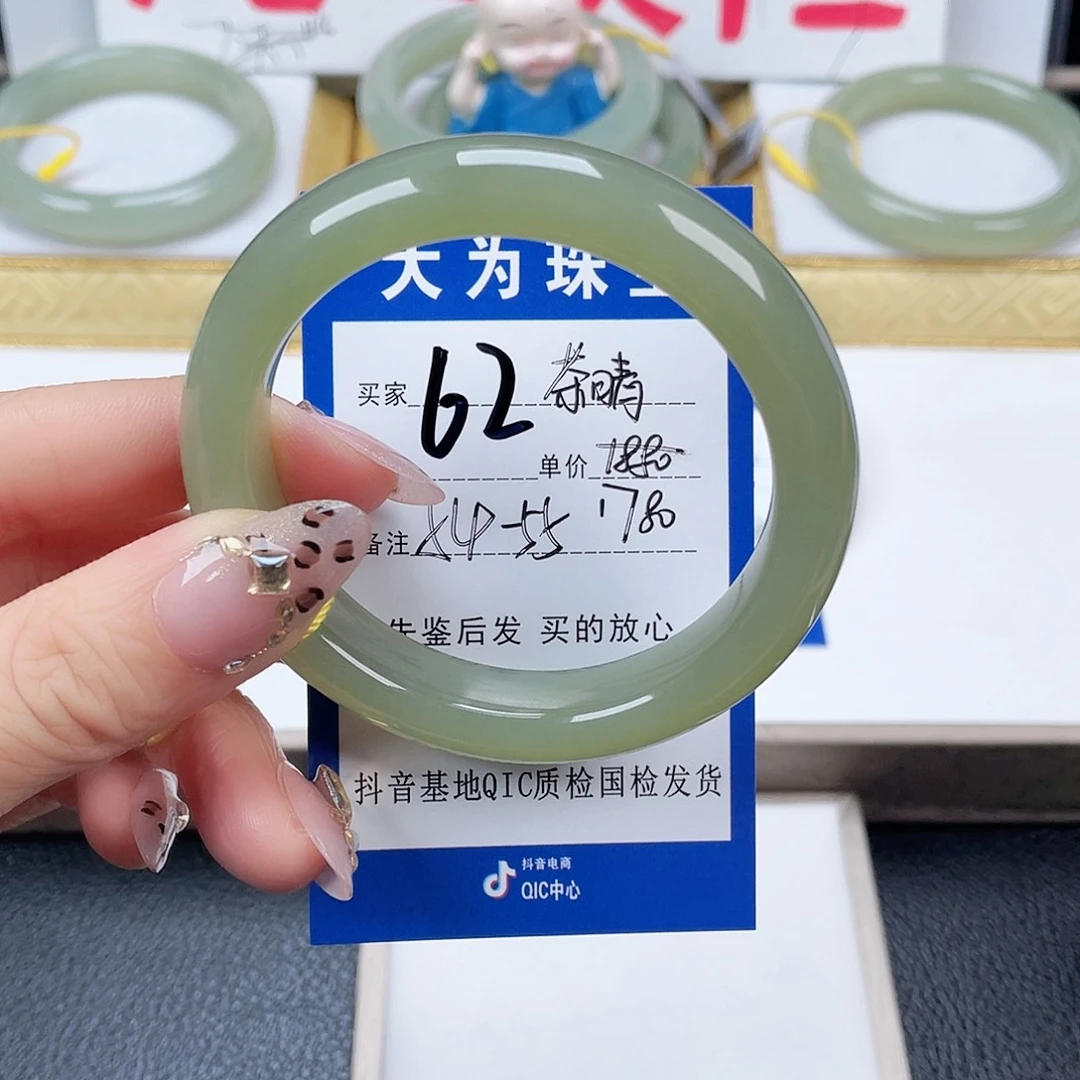 大为珠宝
买家 62 茶晴
单价 1880
备注 54-55 1780
先鉴后发 买的放心
抖音基地QIC质检国检发货
抖音电商
QIC中心